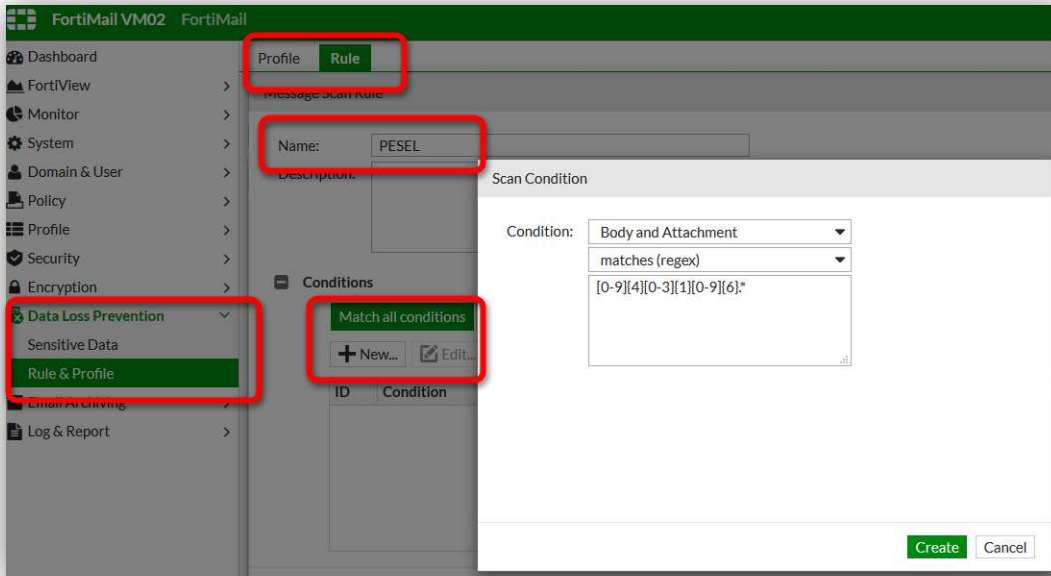 FortiMail VM02 FortiMail
Dashboard
FortiView
Monitor
System
Domain & User
Policy
Profile
Security
Encryption
Data Loss Prevention
Sensitive Data
Rule & Profile
Email Archiving
Log & Report
Profile Rule
Message Scan Rule
Name: PESEL
Description:
Conditions
Match all conditions
New... Edit...
ID Condition
Scan Condition
Condition: Body and Attachment
matches (regex)
[0-9][4][0-3][1][0-9][6].*
Create Cancel